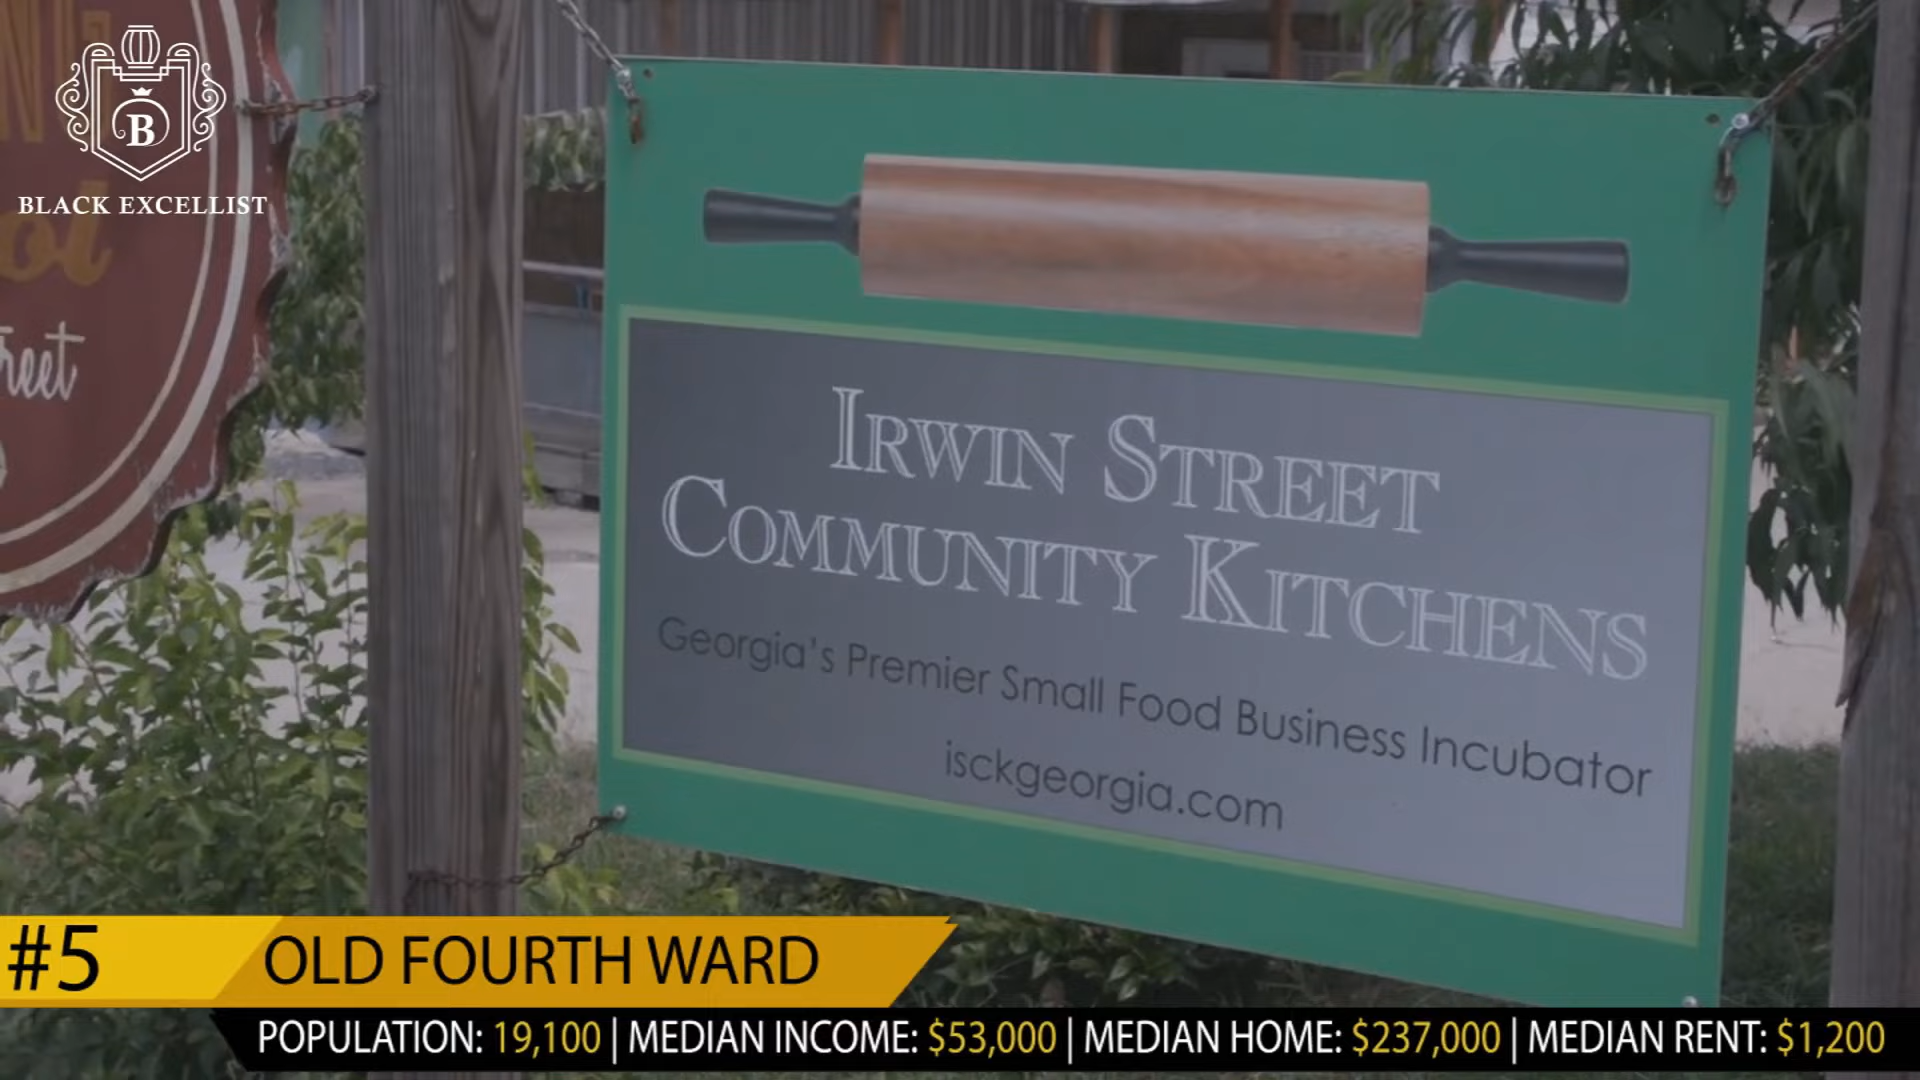 B
BLACK EXCELLIST
reet
IRWIN STREET
COMMUNITY KITCHENS
Georgia's Premier Small Food Business Incubator
isckgeorgia.com
#5 OLD FOURTH WARD
POPULATION: 19,100 | MEDIAN INCOME: $53,000 | MEDIAN HOME: $237,000 | MEDIAN RENT: $1,200